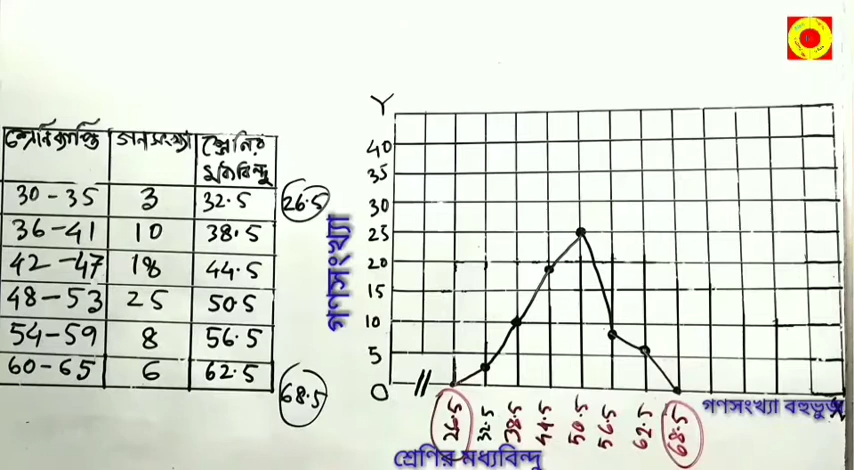 শ্রেনিব্যাপ্তি গনসংখ্যা শ্রেনির মধ্যবিন্দু
30-35 3 32.5 26.5
36-41 10 38.5
42-47 18 44.5
48-53 25 50.5
54-59 8 56.5
60-65 6 62.5
68.5
গণসংখ্যা
Y
40
35
30
25
20
15
10
5
0
26.5 32.5 38.5 44.5 50.5 56.5 62.5 68.5
গণসংখ্যা বহুভুজ
X
শ্রেণির মধ্যবিন্দু